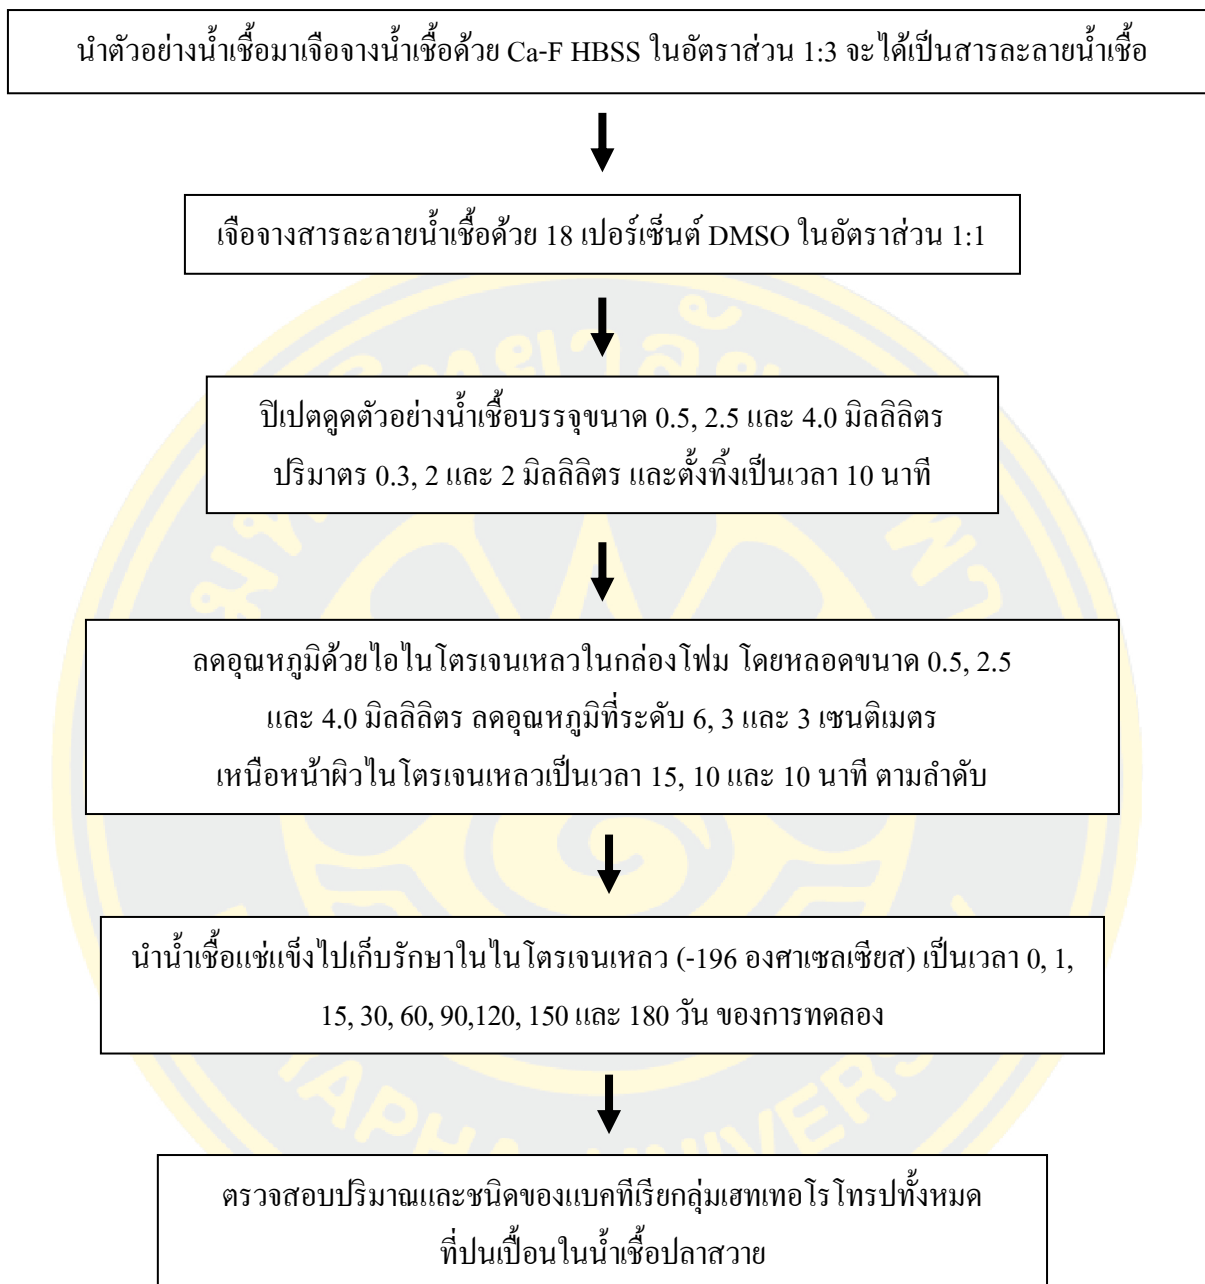 นำตัวอย่างน้ำเชื้อมาเจือจางน้ำเชื้อด้วย Ca-F HBSS ในอัตราส่วน 1:3 จะได้เป็นสารละลายน้ำเชื้อ
เจือจางสารละลายน้ำเชื้อด้วย 18 เปอร์เซ็นต์ DMSO ในอัตราส่วน 1:1
ปิเปตดูดตัวอย่างน้ำเชื้อบรรจุขนาด 0.5, 2.5 และ 4.0 มิลลิลิตร
ปริมาตร 0.3, 2 และ 2 มิลลิลิตร และตั้งทิ้งเป็นเวลา 10 นาที
ลดอุณหภูมิด้วยไอไนโตรเจนเหลวในกล่องโฟม โดยหลอดขนาด 0.5, 2.5
และ 4.0 มิลลิลิตร ลดอุณหภูมิที่ระดับ 6, 3 และ 3 เซนติเมตร
เหนือหน้าผิวไนโตรเจนเหลวเป็นเวลา 15, 10 และ 10 นาที ตามลำดับ
นำน้ำเชื้อแช่แข็งไปเก็บรักษาในไนโตรเจนเหลว (-196 องศาเซลเซียส) เป็นเวลา 0, 1,
15, 30, 60, 90,120, 150 และ 180 วัน ของการทดลอง
ตรวจสอบปริมาณและชนิดของแบคทีเรียกลุ่มเฮทเทอโรโทรปทั้งหมด
ที่ปนเปื้อนในน้ำเชื้อปลาสวาย